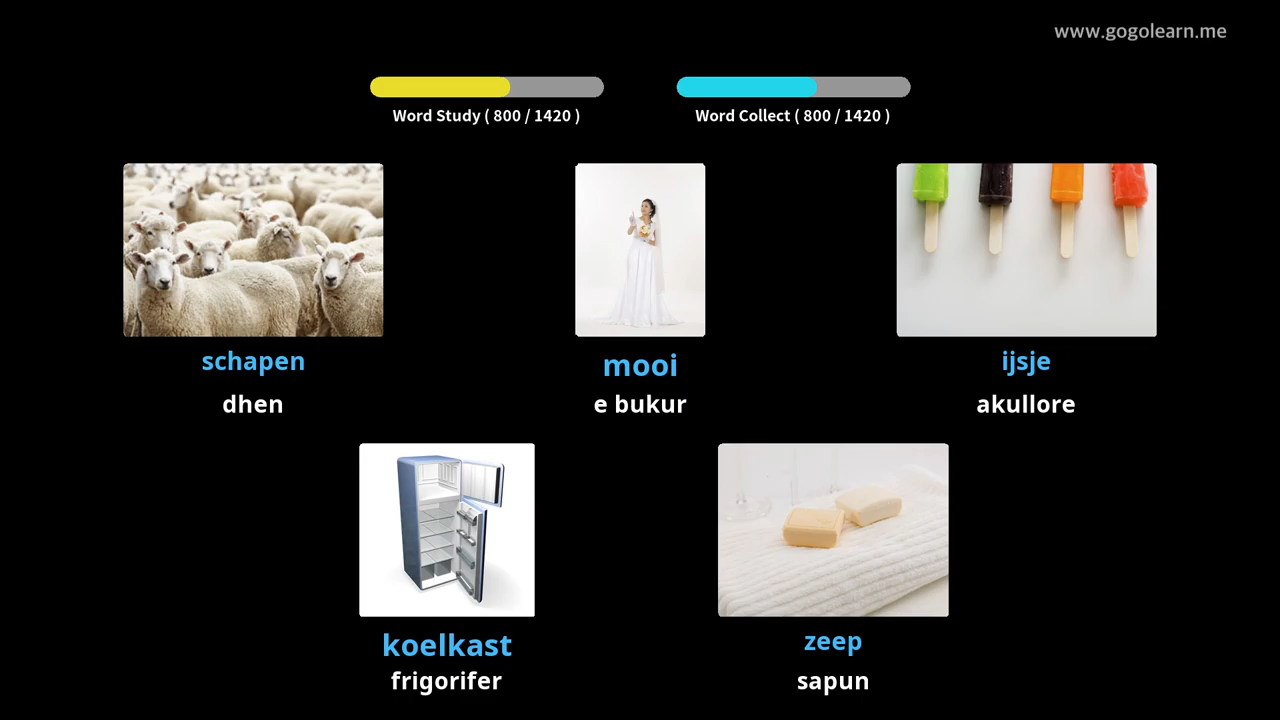 www.gogolearn.me
Word Study ( 800 / 1420 )
Word Collect ( 800 / 1420 )
schapen
mooi
ijsje
dhen
e bukur
akullore
koelkast
zeep
frigorifer
sapun